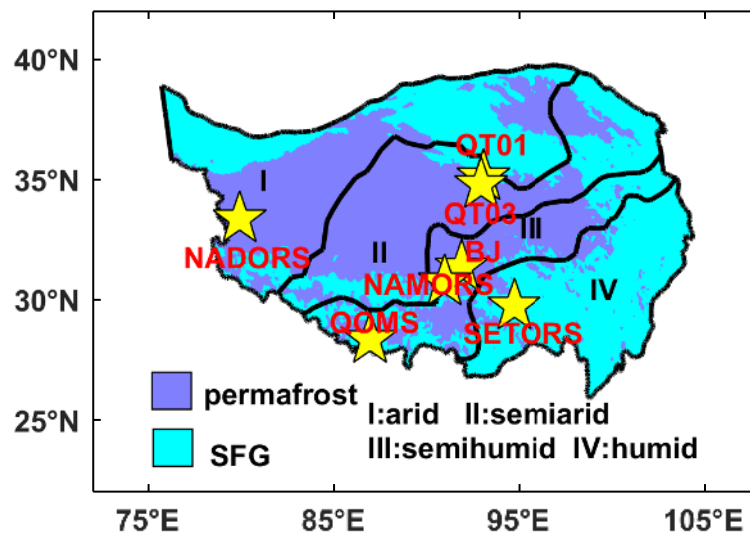 40°N
QT01
35°N
I
QT03
III
NADORS
II
BJ
NAMORS
IV
30°N
QOMS
SETORS
permafrost
I:arid II:semiarid
25°N
SFG
III:semihumid IV:humid
75°E 85°E 95°E 105°E